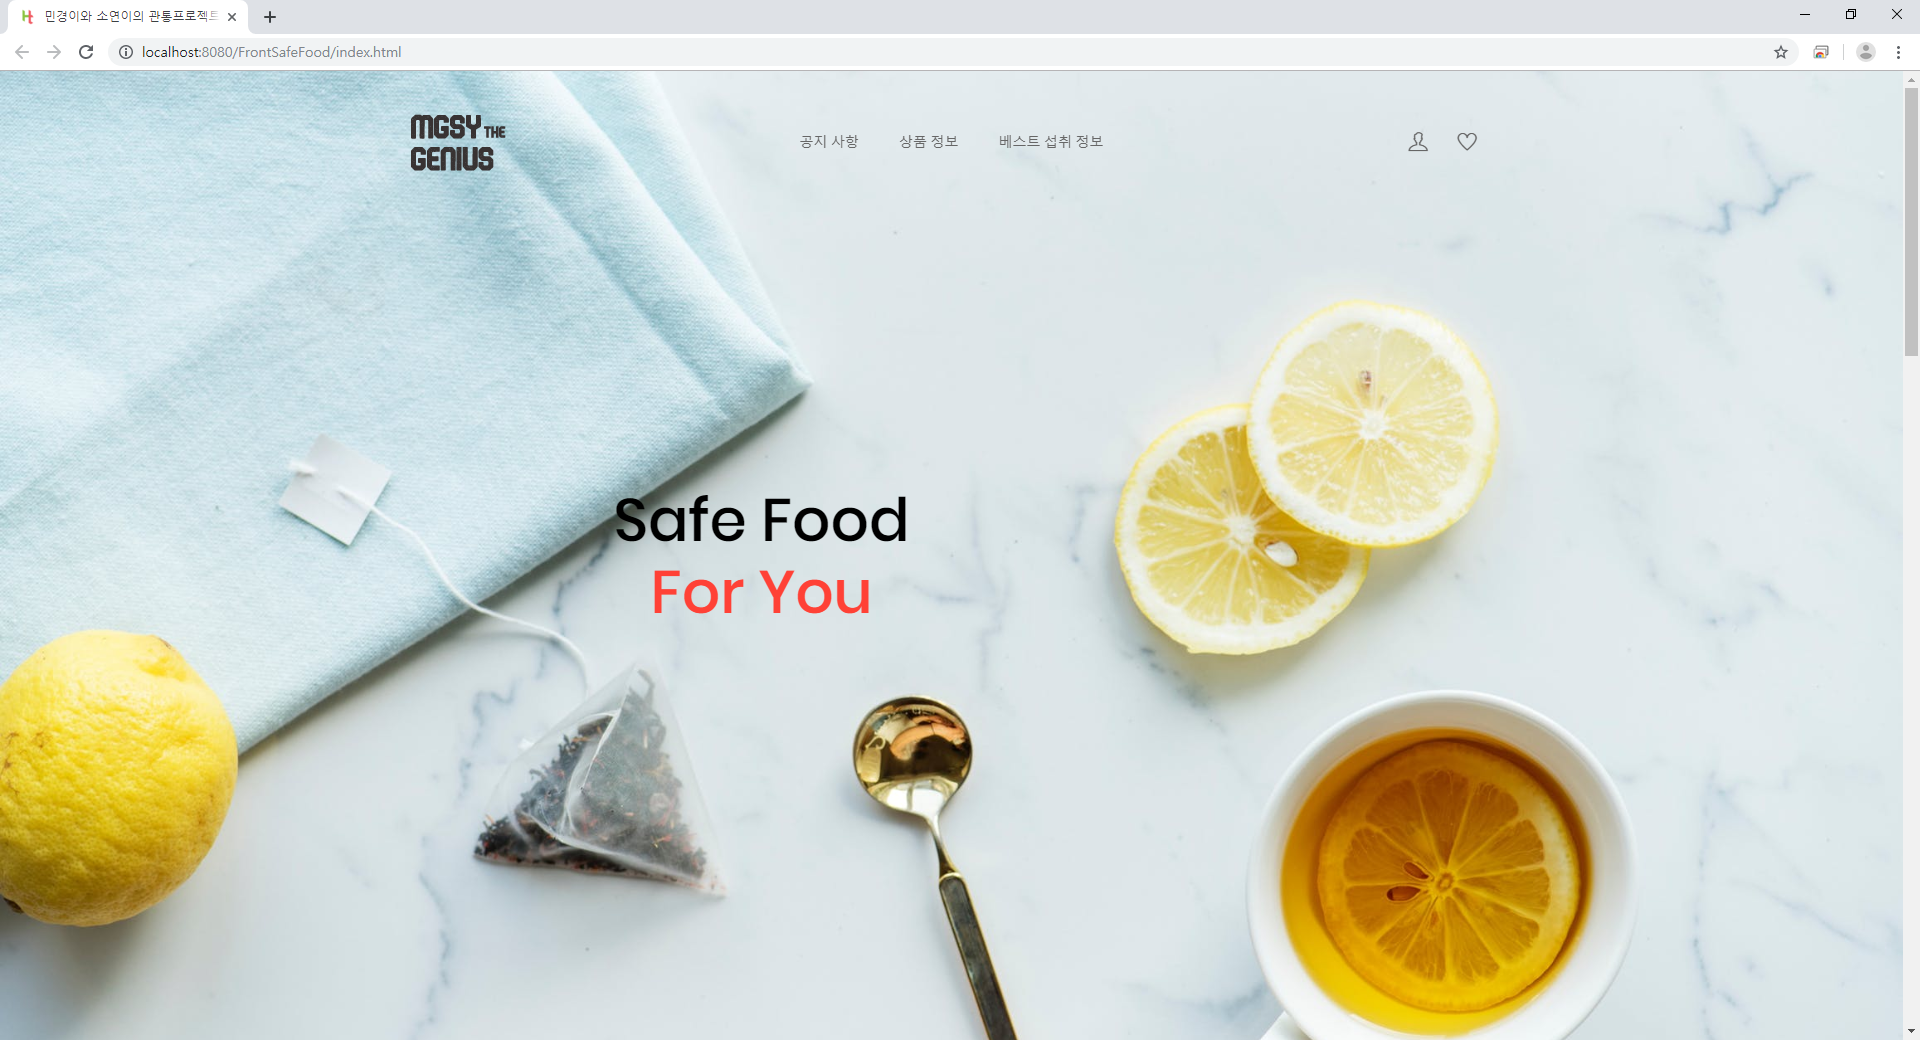 민경이와 소연이의 관통프로젝트
localhost:8080/FrontSafeFood/index.html
MGSY THE
GENIUS
공지 사항 상품 정보 베스트 섭취 정보
Safe Food
For You